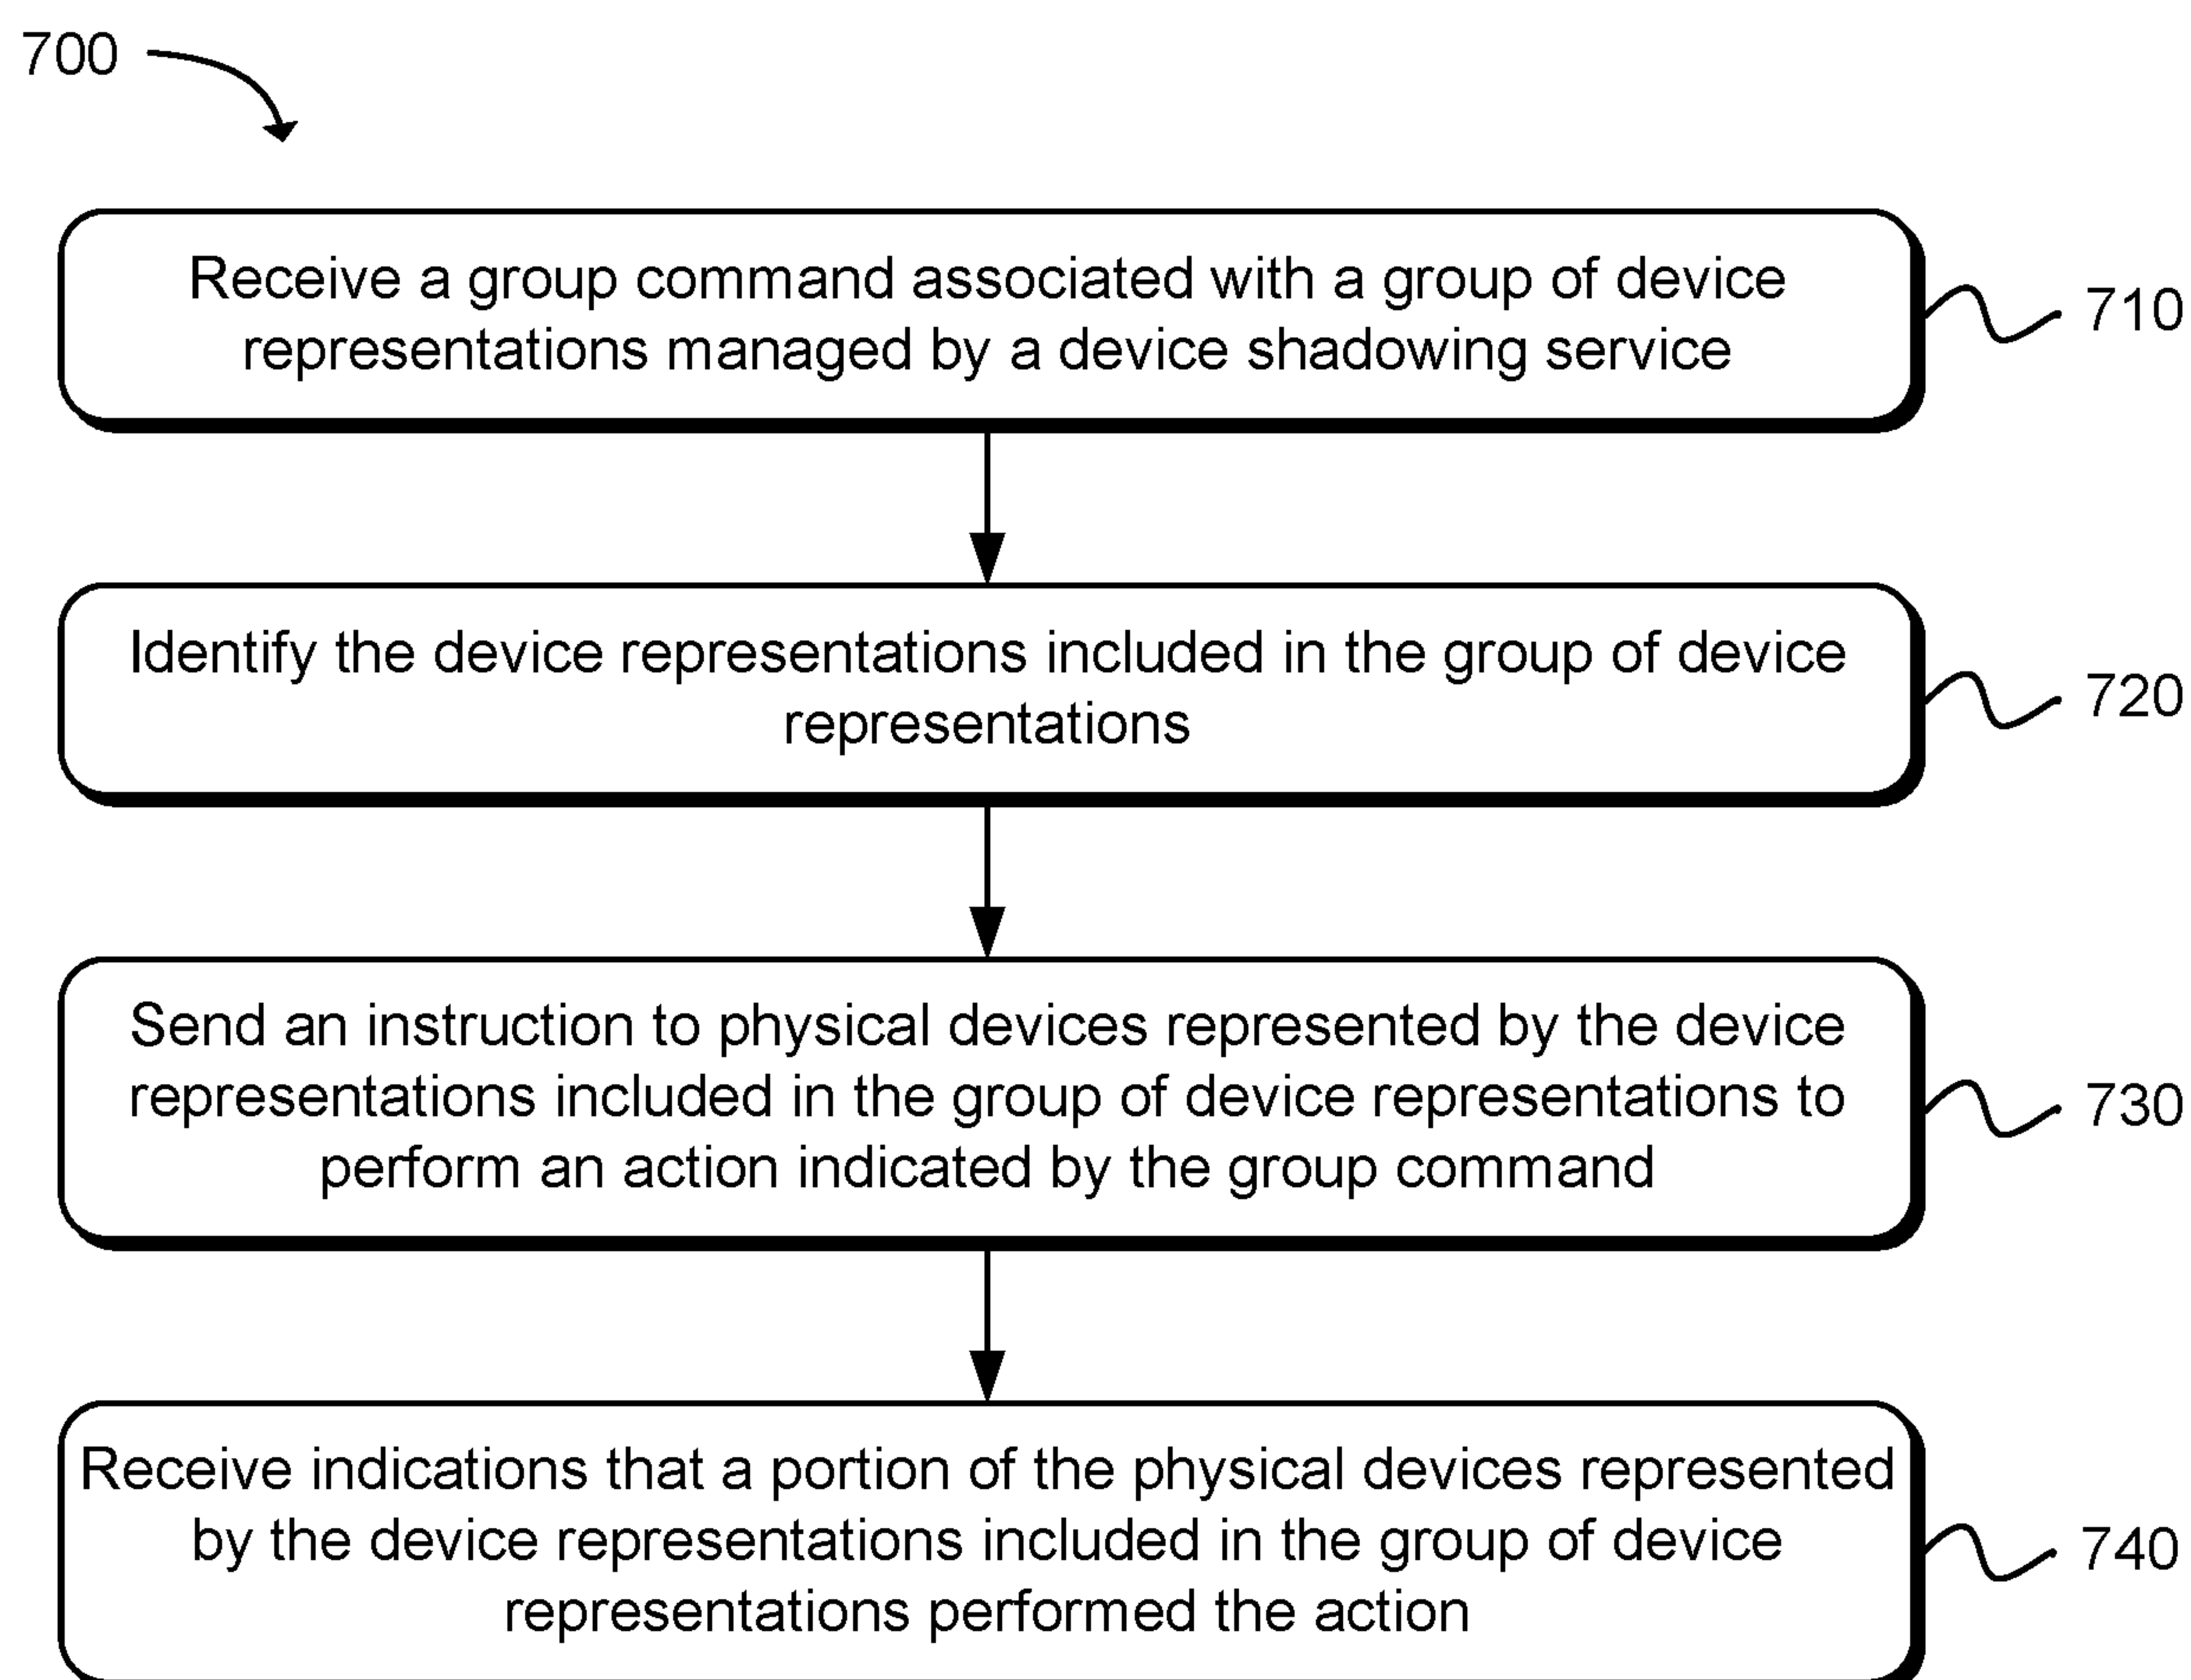 700
Receive a group command associated with a group of device
representations managed by a device shadowing service
710
Identify the device representations included in the group of device
representations
720
Send an instruction to physical devices represented by the device
representations included in the group of device representations to
perform an action indicated by the group command
730
Receive indications that a portion of the physical devices represented
by the device representations included in the group of device
representations performed the action
740